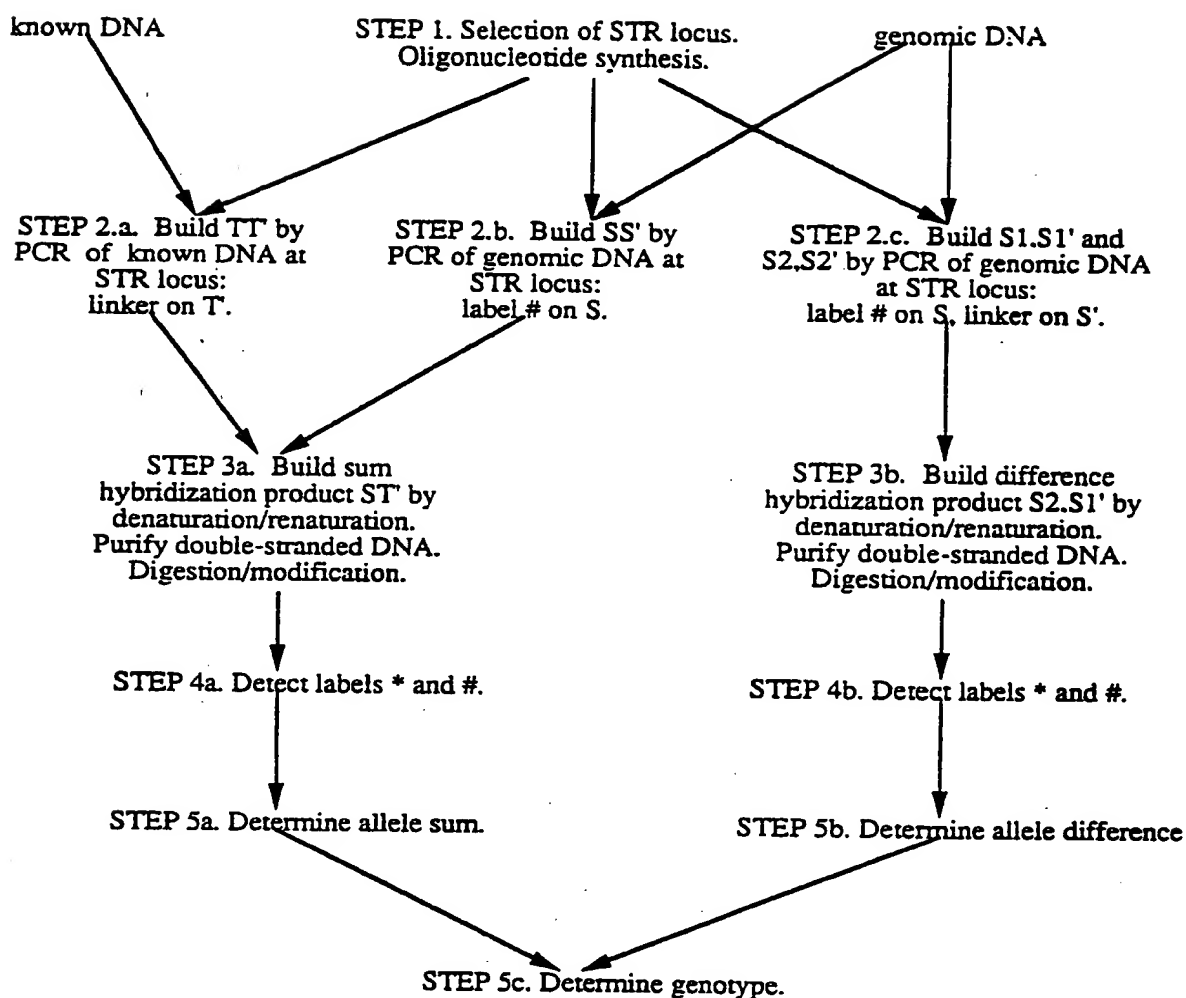 known DNA
STEP 1. Selection of STR locus.
Oligonucleotide synthesis.
genomic DNA
STEP 2.a. Build TT' by
PCR of known DNA at
STR locus:
linker on T'.
STEP 2.b. Build SS' by
PCR of genomic DNA at
STR locus:
label # on S.
STEP 2.c. Build S1.S1' and
S2.S2' by PCR of genomic DNA
at STR locus:
label # on S, linker on S'.
STEP 3a. Build sum
hybridization product ST' by
denaturation/renaturation.
Purify double-stranded DNA.
Digestion/modification.
STEP 3b. Build difference
hybridization product S2.S1' by
denaturation/renaturation.
Purify double-stranded DNA.
Digestion/modification.
STEP 4a. Detect labels * and #.
STEP 4b. Detect labels * and #.
STEP 5a. Determine allele sum.
STEP 5b. Determine allele difference
STEP 5c. Determine genotype.